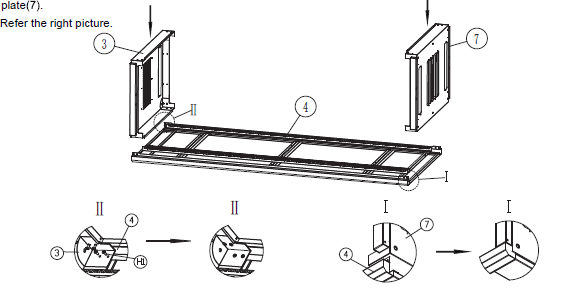 plate(7).
Refer the right picture.
3
7
4
II
I
II
II
I
I
4
3
H1
7
4